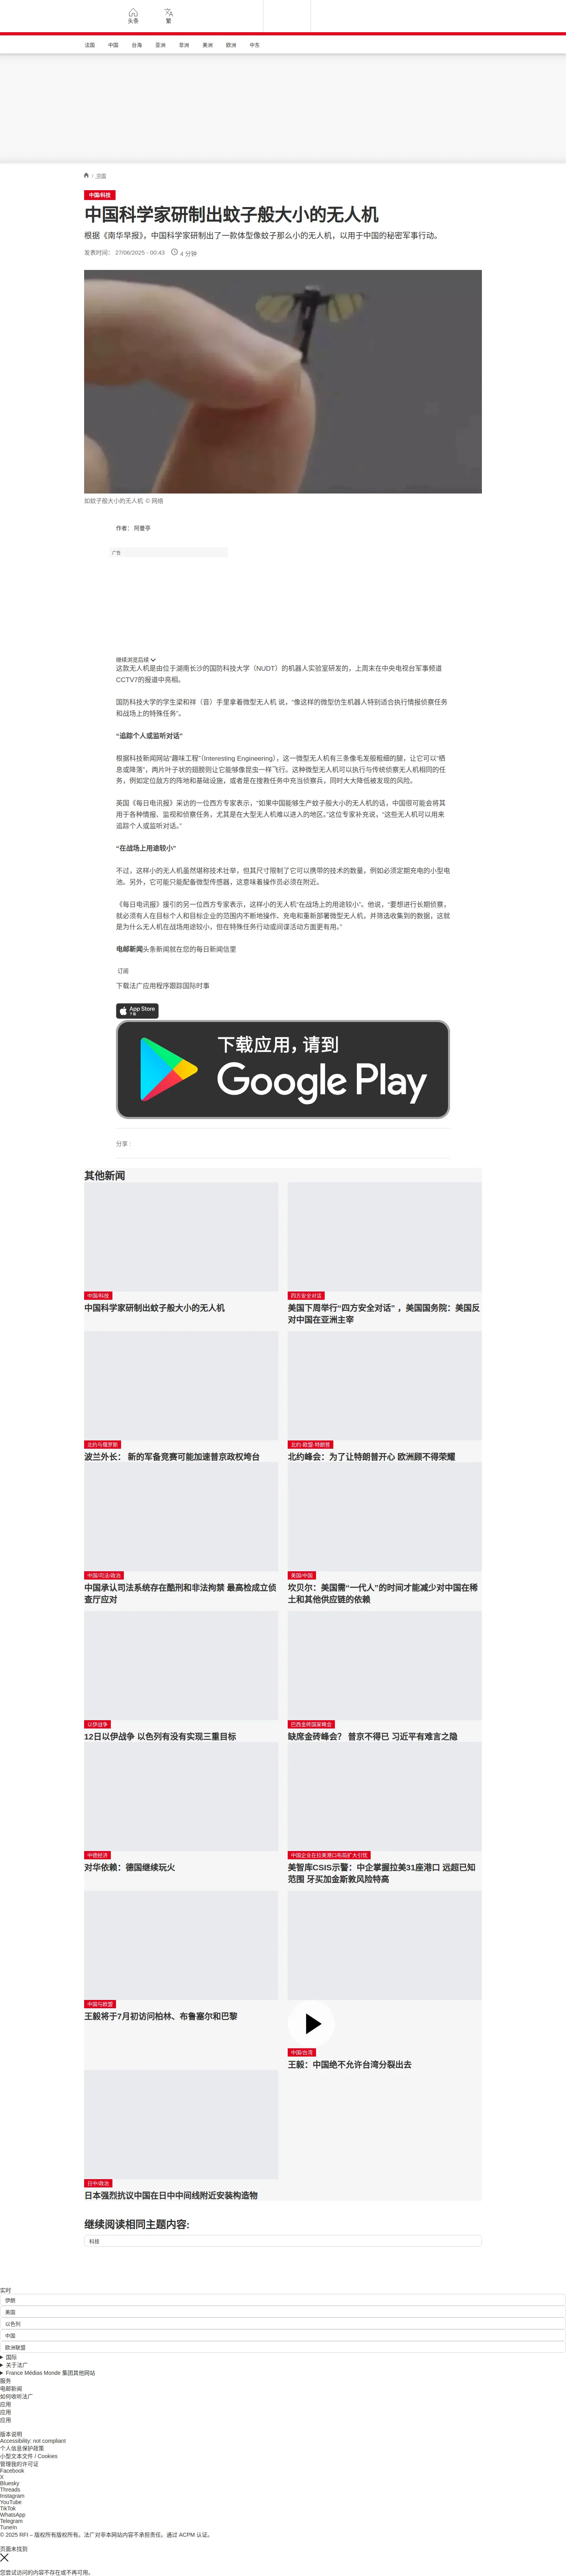 头条
繁
法国
中国
台海
亚洲
非洲
美洲
欧洲
中东
/ 中国
中国/科技
中国科学家研制出蚊子般大小的无人机
根据《南华早报》，中国科学家研制出了一款体型像蚊子那么小的无人机，以用于中国的秘密军事行动。
发表时间： 27/06/2025 - 00:43
4 分钟
如蚊子般大小的无人机 © 网络
作者： 阿曼亭
广告
继续浏览后续
这款无人机是由位于湖南长沙的国防科技大学（NUDT）的机器人实验室研发的，上周末在中央电视台军事频道
CCTV7的报道中亮相。
国防科技大学的学生梁和祥（音）手里拿着微型无人机 说，“像这样的微型仿生机器人特别适合执行情报侦察任务
和战场上的特殊任务”。
“追踪个人或监听对话”
根据科技新闻网站”趣味工程”（Interesting Engineering），这一微型无人机有三条像毛发般粗细的腿，让它可以“栖
息或降落”，两片叶子状的翅膀则让它能够像昆虫一样飞行。这种微型无人机可以执行与传统侦察无人机相同的任
务，例如定位敌方的阵地和基础设施，或者是在搜救任务中充当侦察兵，同时大大降低被发现的风险。
英国《每日电讯报》采访的一位西方专家表示，“如果中国能够生产蚊子般大小的无人机的话，中国很可能会将其
用于各种情报、监视和侦察任务，尤其是在大型无人机难以进入的地区。”这位专家补充说，“这些无人机可以用来
追踪个人或监听对话。”
“在战场上用途较小”
不过，这样小的无人机虽然堪称技术壮举，但其尺寸限制了它可以携带的技术的数量，例如必须定期充电的小型电
池。另外，它可能只能配备微型传感器，这意味着操作员必须在附近。
《每日电讯报》援引的另一位西方专家表示，这样小的无人机“在战场上的用途较小”。他说，“要想进行长期侦察，
就必须有人在目标个人和目标企业的范围内不断地操作、充电和重新部署微型无人机，并筛选收集到的数据，这就
是为什么无人机在战场用途较小，但在特殊任务行动或间谍活动方面更有用。”
电邮新闻头条新闻就在您的每日新闻信里
订阅
下载法广应用程序跟踪国际时事
App Store
下载
下载应用，请到
Google Play
分享 :
其他新闻
中国/科技
中国科学家研制出蚊子般大小的无人机
四方安全对话
美国下周举行“四方安全对话” ，美国国务院：美国反
对中国在亚洲主宰
北约与俄罗斯
波兰外长： 新的军备竞赛可能加速普京政权垮台
北约·欧盟·特朗普
北约峰会：为了让特朗普开心 欧洲顾不得荣耀
中国/司法/政治
中国承认司法系统存在酷刑和非法拘禁 最高检成立侦
查厅应对
美国/中国
坎贝尔：美国需“一代人”的时间才能减少对中国在稀
土和其他供应链的依赖
以伊战争
12日以伊战争 以色列有没有实现三重目标
巴西金砖国家峰会
缺席金砖峰会？ 普京不得已 习近平有难言之隐
中德经济
对华依赖：德国继续玩火
中国企业在拉美港口布局扩大引忧
美智库CSIS示警：中企掌握拉美31座港口 远超已知
范围 牙买加金斯敦风险特高
中国与欧盟
王毅将于7月初访问柏林、布鲁塞尔和巴黎
中国/台湾
王毅：中国绝不允许台湾分裂出去
日中/政治
日本强烈抗议中国在日中中间线附近安装构造物
继续阅读相同主题内容:
科技
实时
伊朗
美国
以色列
中国
欧洲联盟
国际
关于法广
France Médias Monde 集团其他网站
服务
电邮新闻
如何收听法广
应用
应用
应用
版本说明
Accessibility: not compliant
个人信息保护政策
小型文本文件 / Cookies
管理我的许可证
Facebook
X
Bluesky
Threads
Instagram
YouTube
TikTok
WhatsApp
Telegram
TuneIn
© 2025 RFI – 版权所有版权所有。法广对非本网站内容不承担责任。通过 ACPM 认证。
页面未找到
您尝试访问的内容不存在或不再可用。